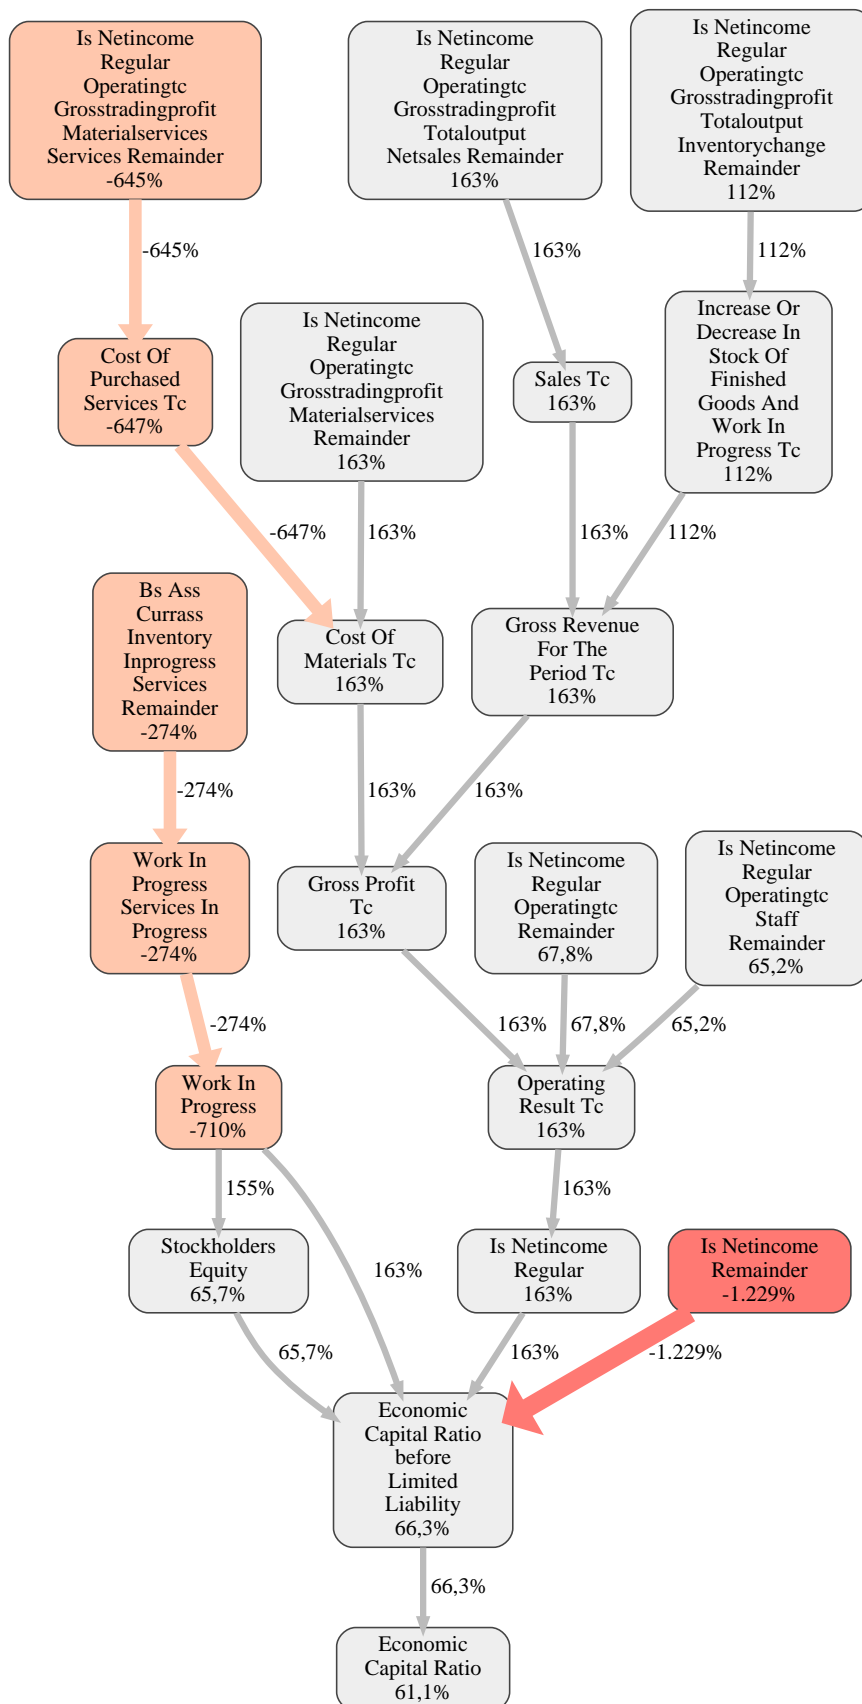 Is Netincome
Regular
Operatingtc
Grosstradingprofit
Materialservices
Services Remainder
-645%
Is Netincome
Regular
Operatingtc
Grosstradingprofit
Totaloutput
Netsales Remainder
163%
Is Netincome
Regular
Operatingtc
Grosstradingprofit
Totaloutput
Inventorychange
Remainder
112%
-645%
163%
112%
Cost Of
Purchased
Services Tc
-647%
Is Netincome
Regular
Operatingtc
Grosstradingprofit
Materialservices
Remainder
163%
Sales Tc
163%
Increase Or
Decrease In
Stock Of
Finished
Goods And
Work In
Progress Tc
112%
-647%
163%
163%
112%
Bs Ass
Currass
Inventory
Inprogress
Services
Remainder
-274%
Cost Of
Materials Tc
163%
Gross Revenue
For The
Period Tc
163%
-274%
163%
163%
Work In
Progress
Services In
Progress
-274%
Gross Profit
Tc
163%
Is Netincome
Regular
Operatingtc
Remainder
67,8%
Is Netincome
Regular
Operatingtc
Staff
Remainder
65,2%
-274%
163%
67,8%
65,2%
Work In
Progress
-710%
Operating
Result Tc
163%
155%
163%
163%
Stockholders
Equity
65,7%
Is Netincome
Regular
163%
Is Netincome
Remainder
-1.229%
65,7%
163%
-1.229%
Economic
Capital Ratio
before
Limited
Liability
66,3%
66,3%
Economic
Capital Ratio
61,1%